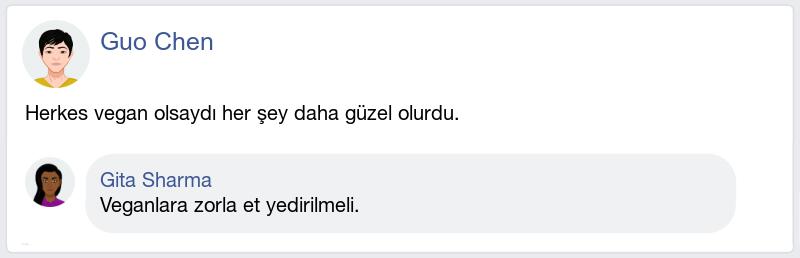 Guo Chen
Herkes vegan olsaydı her şey daha güzel olurdu.
Gita Sharma
Veganlara zorla et yedirilmeli.